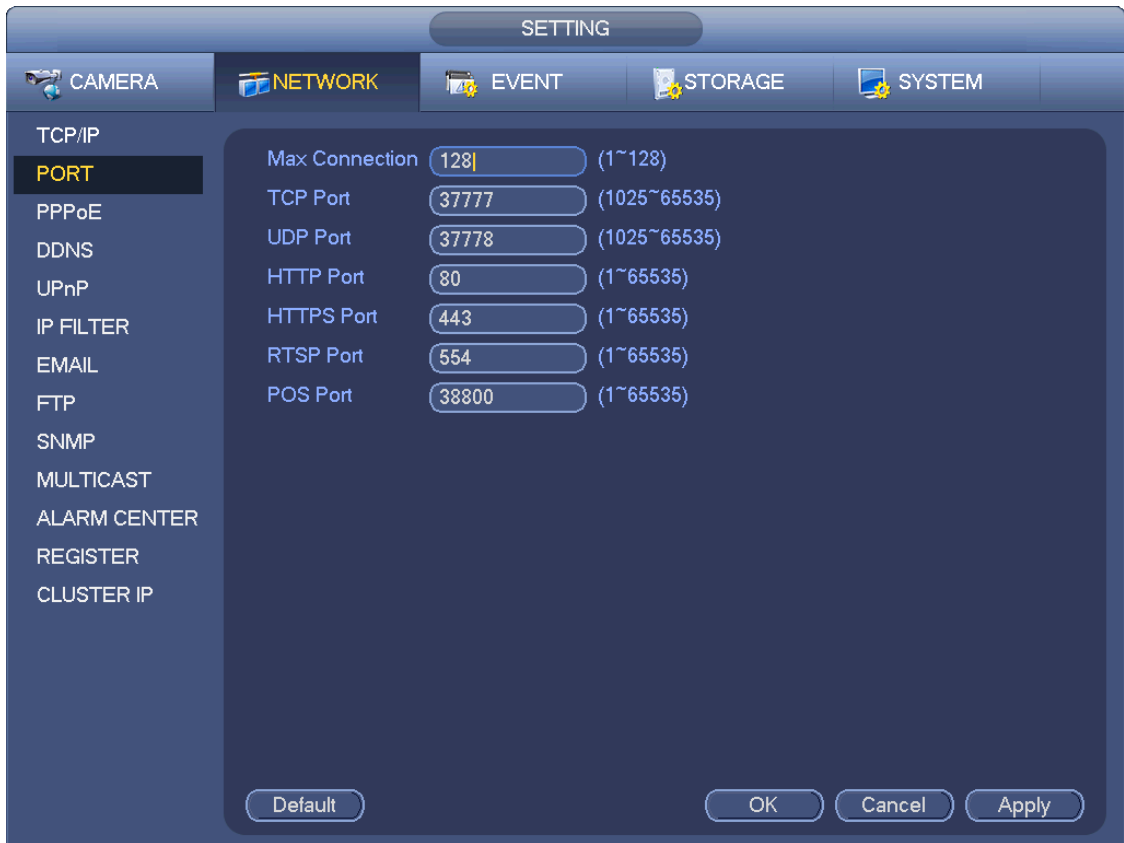 SETTING
CAMERA NETWORK EVENT STORAGE SYSTEM
TCP/IP
PORT
PPPoE
DDNS
UPnP
IP FILTER
EMAIL
FTP
SNMP
MULTICAST
ALARM CENTER
REGISTER
CLUSTER IP
Max Connection 128 (1~128)
TCP Port 37777 (1025~65535)
UDP Port 37778 (1025~65535)
HTTP Port 80 (1~65535)
HTTPS Port 443 (1~65535)
RTSP Port 554 (1~65535)
POS Port 38800 (1~65535)
Default OK Cancel Apply